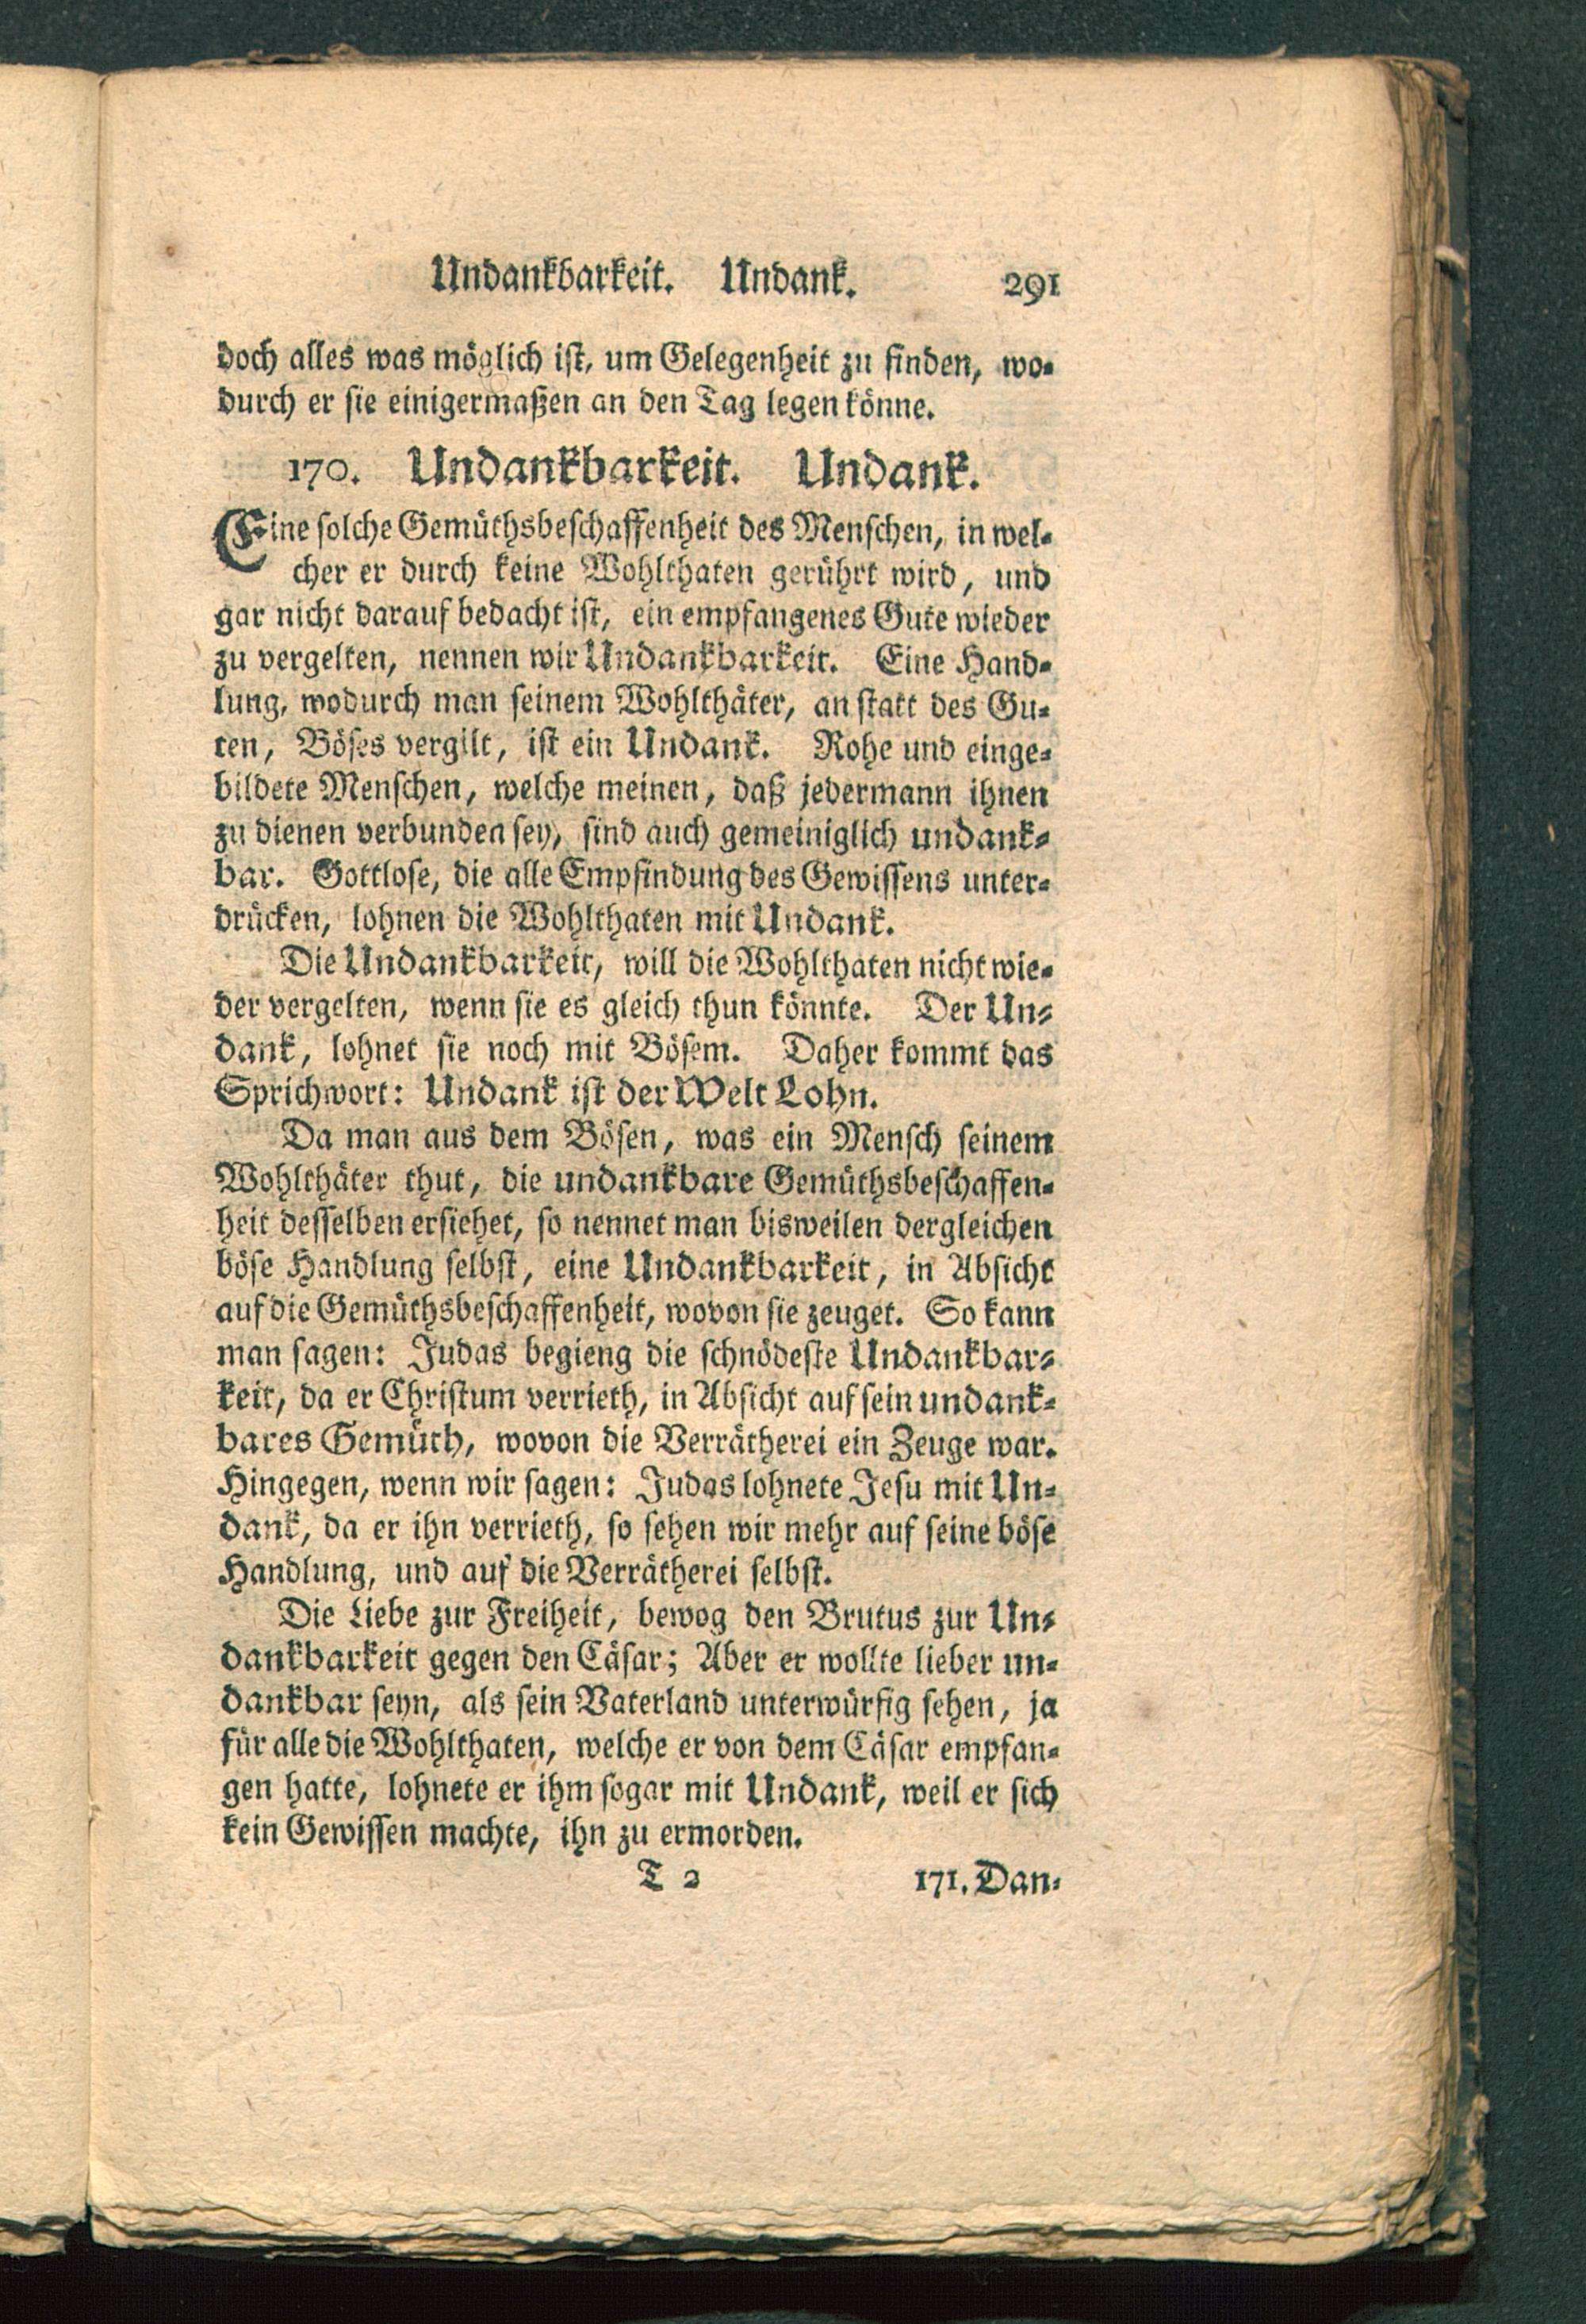 Undankbarkeit. Undank. 291
doch alles was möglich ist, um Gelegenheit zu finden, wo-
durch er sie einigermaßen an den Tag legen könne.
170. Undankbarkeit. Undank.
Eine solche Gemüthsbeschaffenheit des Menschen, in wel-
cher er durch keine Wohlthaten gerührt wird, und
gar nicht darauf bedacht ist, ein empfangenes Gute wieder
zu vergelten, nennen wir Undankbarkeit. Eine Hand-
lung, wodurch man seinem Wohlthäter, an statt des Gu-
ten, Böses vergilt, ist ein Undank. Rohe und einge-
bildete Menschen, welche meinen, daß jedermann ihnen
zu dienen verbunden sey, sind auch gemeiniglich undank-
bar. Gottlose, die alle Empfindung des Gewissens unter-
drücken, lohnen die Wohlthaten mit Undank.
Die Undankbarkeit, will die Wohlthaten nicht wie-
der vergelten, wenn sie es gleich thun könnte. Der Un-
dank, lohnet sie noch mit Bösem. Daher kommt das
Sprichwort: Undank ist der Welt Lohn.
Da man aus dem Bösen, was ein Mensch seinem
Wohlthäter thut, die undankbare Gemüthsbeschaffen-
heit desselben ersiehet, so nennet man bisweilen dergleichen
böse Handlung selbst, eine Undankbarkeit, in Absicht
auf die Gemüthsbeschaffenheit, wovon sie zeuget. So kann
man sagen: Judas begieng die schnödeste Undankbar-
keit, da er Christum verrieth, in Absicht auf sein undank-
bares Gemüth, wovon die Verrätherei ein Zeuge war.
Hingegen, wenn wir sagen: Judas lohnete Jesu mit Un-
dank, da er ihn verrieth, so sehen wir mehr auf seine böse
Handlung, und auf die Verrätherei selbst.
Die Liebe zur Freiheit, bewog den Brutus zur Un-
dankbarkeit gegen den Cäsar; Aber er wollte lieber un-
dankbar seyn, als sein Vaterland unterwürfig sehen, ja
für alle die Wohlthaten, welche er von dem Cäsar empfan-
gen hatte, lohnete er ihm sogar mit Undank, weil er sich
kein Gewissen machte, ihn zu ermorden.
T 2 171. Dan-